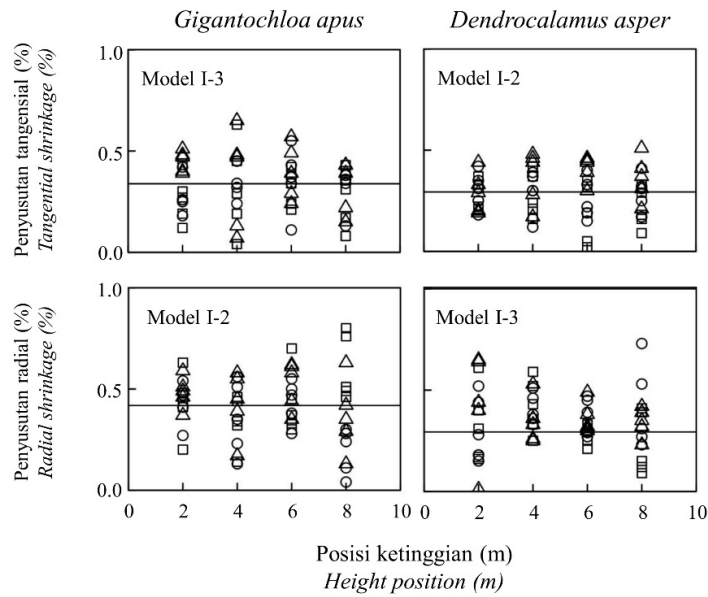 Gigantochloa apus
Dendrocalamus asper
Penyusutan tangensial (%)
Tangential shrinkage (%)
1.0
0.5
0.0
Model I-3
Model I-2
Penyusutan radial (%)
Radial shrinkage (%)
1.0
0.5
0.0
Model I-2
Model I-3
0 2 4 6 8 10
0 2 4 6 8 10
Posisi ketinggian (m)
Height position (m)